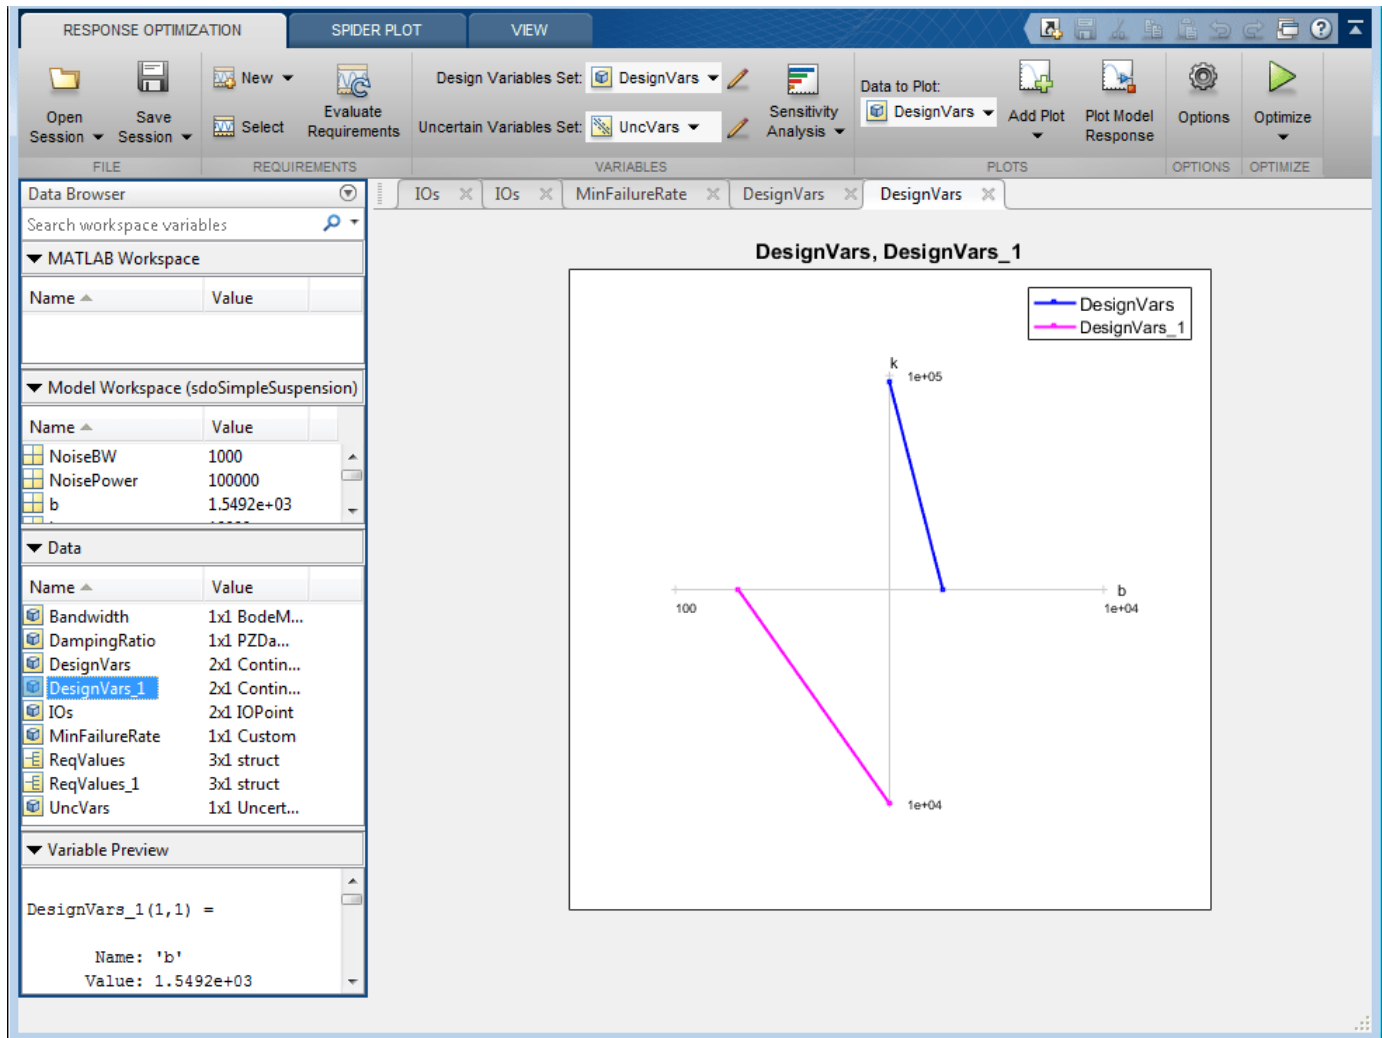 RESPONSE OPTIMIZATION SPIDER PLOT VIEW
New Design Variables Set: DesignVars
Data to Plot:
Open Session Save Session Select Evaluate Requirements Uncertain Variables Set: UncVars Sensitivity Analysis DesignVars Add Plot Plot Model Response Options Optimize
FILE REQUIREMENTS VARIABLES PLOTS OPTIONS OPTIMIZE
Data Browser
IOs IOs MinFailureRate DesignVars DesignVars
Search workspace variables
MATLAB Workspace
Name Value
Model Workspace (sdoSimpleSuspension)
Name Value
NoiseBW 1000
NoisePower 100000
b 1.5492e+03
Data
Name Value
Bandwidth 1x1 BodeM...
DampingRatio 1x1 PZDa...
DesignVars 2x1 Contin...
DesignVars_1 2x1 Contin...
IOs 2x1 IOPoint
MinFailureRate 1x1 Custom
ReqValues 3x1 struct
ReqValues_1 3x1 struct
UncVars 1x1 Uncert...
Variable Preview
DesignVars_1(1,1) =
Name: 'b'
Value: 1.5492e+03
DesignVars, DesignVars_1
DesignVars
DesignVars_1
k
1e+05
b
100
1e+04
1e+04